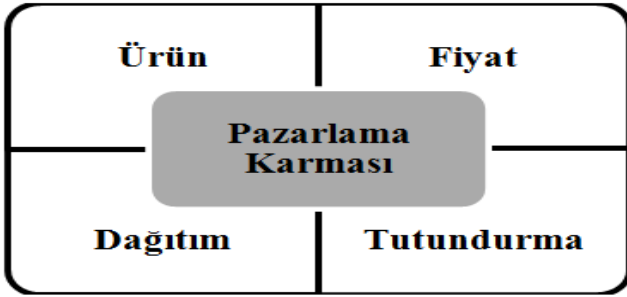 Ürün
Fiyat
Pazarlama
Karması
Dağıtım
Tutundurma